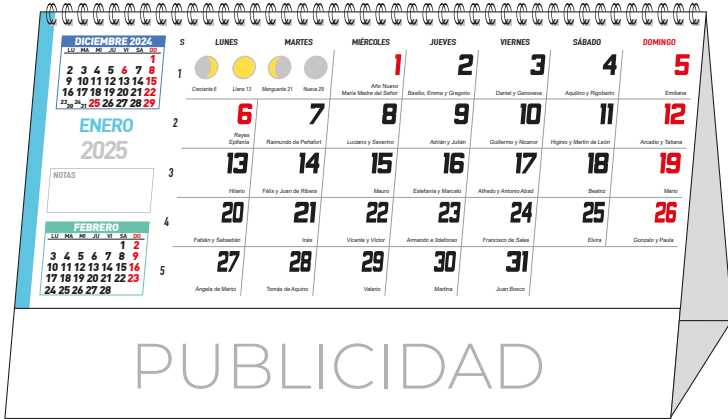 DICIEMBRE 2024
LU MA MI JU VI SA DO
1
2 3 4 5 6 7 8
9 10 11 12 13 14 15
16 17 18 19 20 21 22
23/30 24/31 25 26 27 28 29
ENERO
2025
NOTAS
FEBRERO
LU MA MI JU VI SA DO
1 2
3 4 5 6 7 8 9
10 11 12 13 14 15 16
17 18 19 20 21 22 23
24 25 26 27 28
S LUNES MARTES MIÉRCOLES JUEVES VIERNES SÁBADO DOMINGO
1 1 2 3 4 5
Creciente 6 Llena 13 Menguante 21 Nueva 29
Año Nuevo
María Madre del Señor Basilio, Emma y Gregorio Daniel y Genoveva Aquilino y Rigoberto Emiliana
2 6 7 8 9 10 11 12
Reyes
Epifanía Raimundo de Peñafort Luciano y Severino Adrián y Julián Guillermo y Nicanor Higinio y Martín de León Arcadio y Tatiana
3 13 14 15 16 17 18 19
Hilario Félix y Juan de Ribera Mauro Estefanía y Marcelo Alfredo y Antonio Abad Beatriz Mario
4 20 21 22 23 24 25 26
Fabián y Sebastián Inés Vicente y Víctor Armando e Ildefonso Francisco de Sales Elvira Gonzalo y Paula
5 27 28 29 30 31
Ángela de Merici Tomás de Aquino Valerio Martina Juan Bosco
PUBLICIDAD